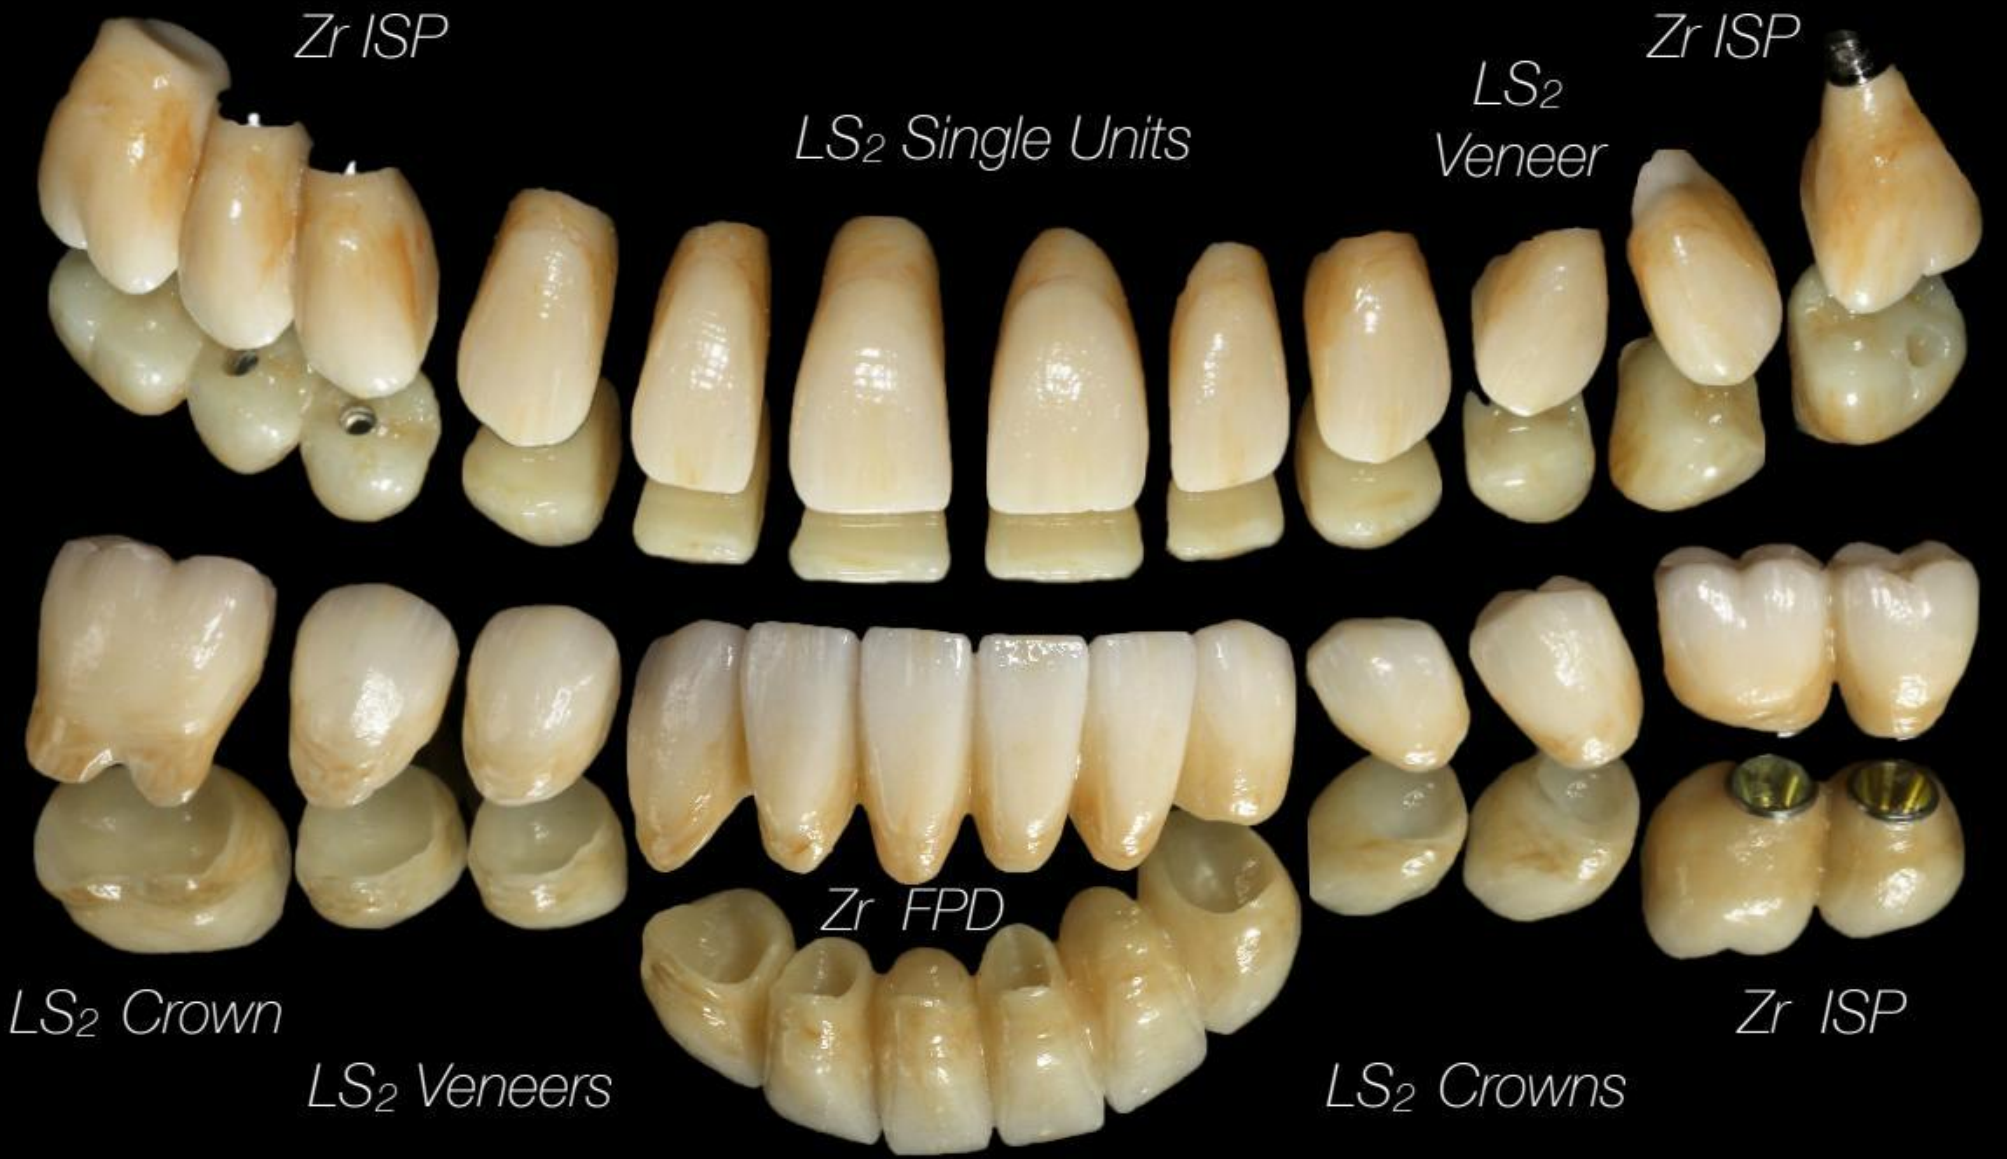 Zr ISP
Zr ISP
LS₂
Veneer
LS₂ Single Units
Zr FPD
LS₂ Crown
Zr ISP
LS₂ Veneers
LS₂ Crowns